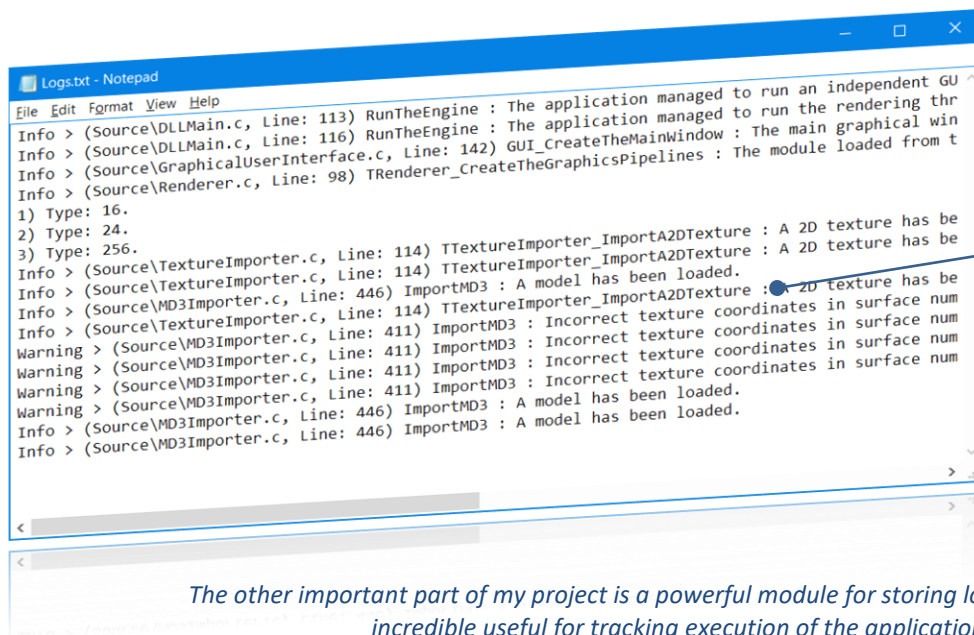 Logs.txt - Notepad
File Edit Format View Help
Info > (Source\DLLMain.c, Line: 113) RunTheEngine : The application managed to run an independent GU
Info > (Source\DLLMain.c, Line: 116) RunTheEngine : The application managed to run the rendering thr
Info > (Source\GraphicalUserInterface.c, Line: 142) GUI_CreateTheMainWindow : The main graphical win
Info > (Source\Renderer.c, Line: 98) TRenderer_CreateTheGraphicsPipelines : The module loaded from t
1) Type: 16.
2) Type: 24.
3) Type: 256.
Info > (Source\TextureImporter.c, Line: 114) TTextureImporter_ImportA2DTexture : A 2D texture has be
Info > (Source\TextureImporter.c, Line: 114) TTextureImporter_ImportA2DTexture : A 2D texture has be
Info > (Source\MD3Importer.c, Line: 446) ImportMD3 : A model has been loaded.
Info > (Source\TextureImporter.c, Line: 114) TTextureImporter_ImportA2DTexture : A 2D texture has be
Warning > (Source\MD3Importer.c, Line: 411) ImportMD3 : Incorrect texture coordinates in surface num
Warning > (Source\MD3Importer.c, Line: 411) ImportMD3 : Incorrect texture coordinates in surface num
Warning > (Source\MD3Importer.c, Line: 411) ImportMD3 : Incorrect texture coordinates in surface num
Warning > (Source\MD3Importer.c, Line: 411) ImportMD3 : Incorrect texture coordinates in surface num
Info > (Source\MD3Importer.c, Line: 446) ImportMD3 : A model has been loaded.
Info > (Source\MD3Importer.c, Line: 446) ImportMD3 : A model has been loaded.
The other important part of my project is a powerful module for storing lo
incredible useful for tracking execution of the application